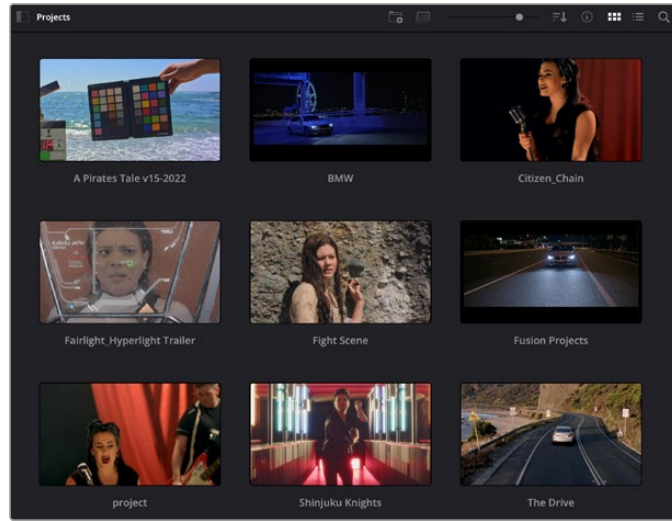 Projects
A Pirates Tale v15-2022
BMW
Citizen_Chain
Fairlight_Hyperlight Trailer
Fight Scene
Fusion Projects
project
Shinjuku Knights
The Drive